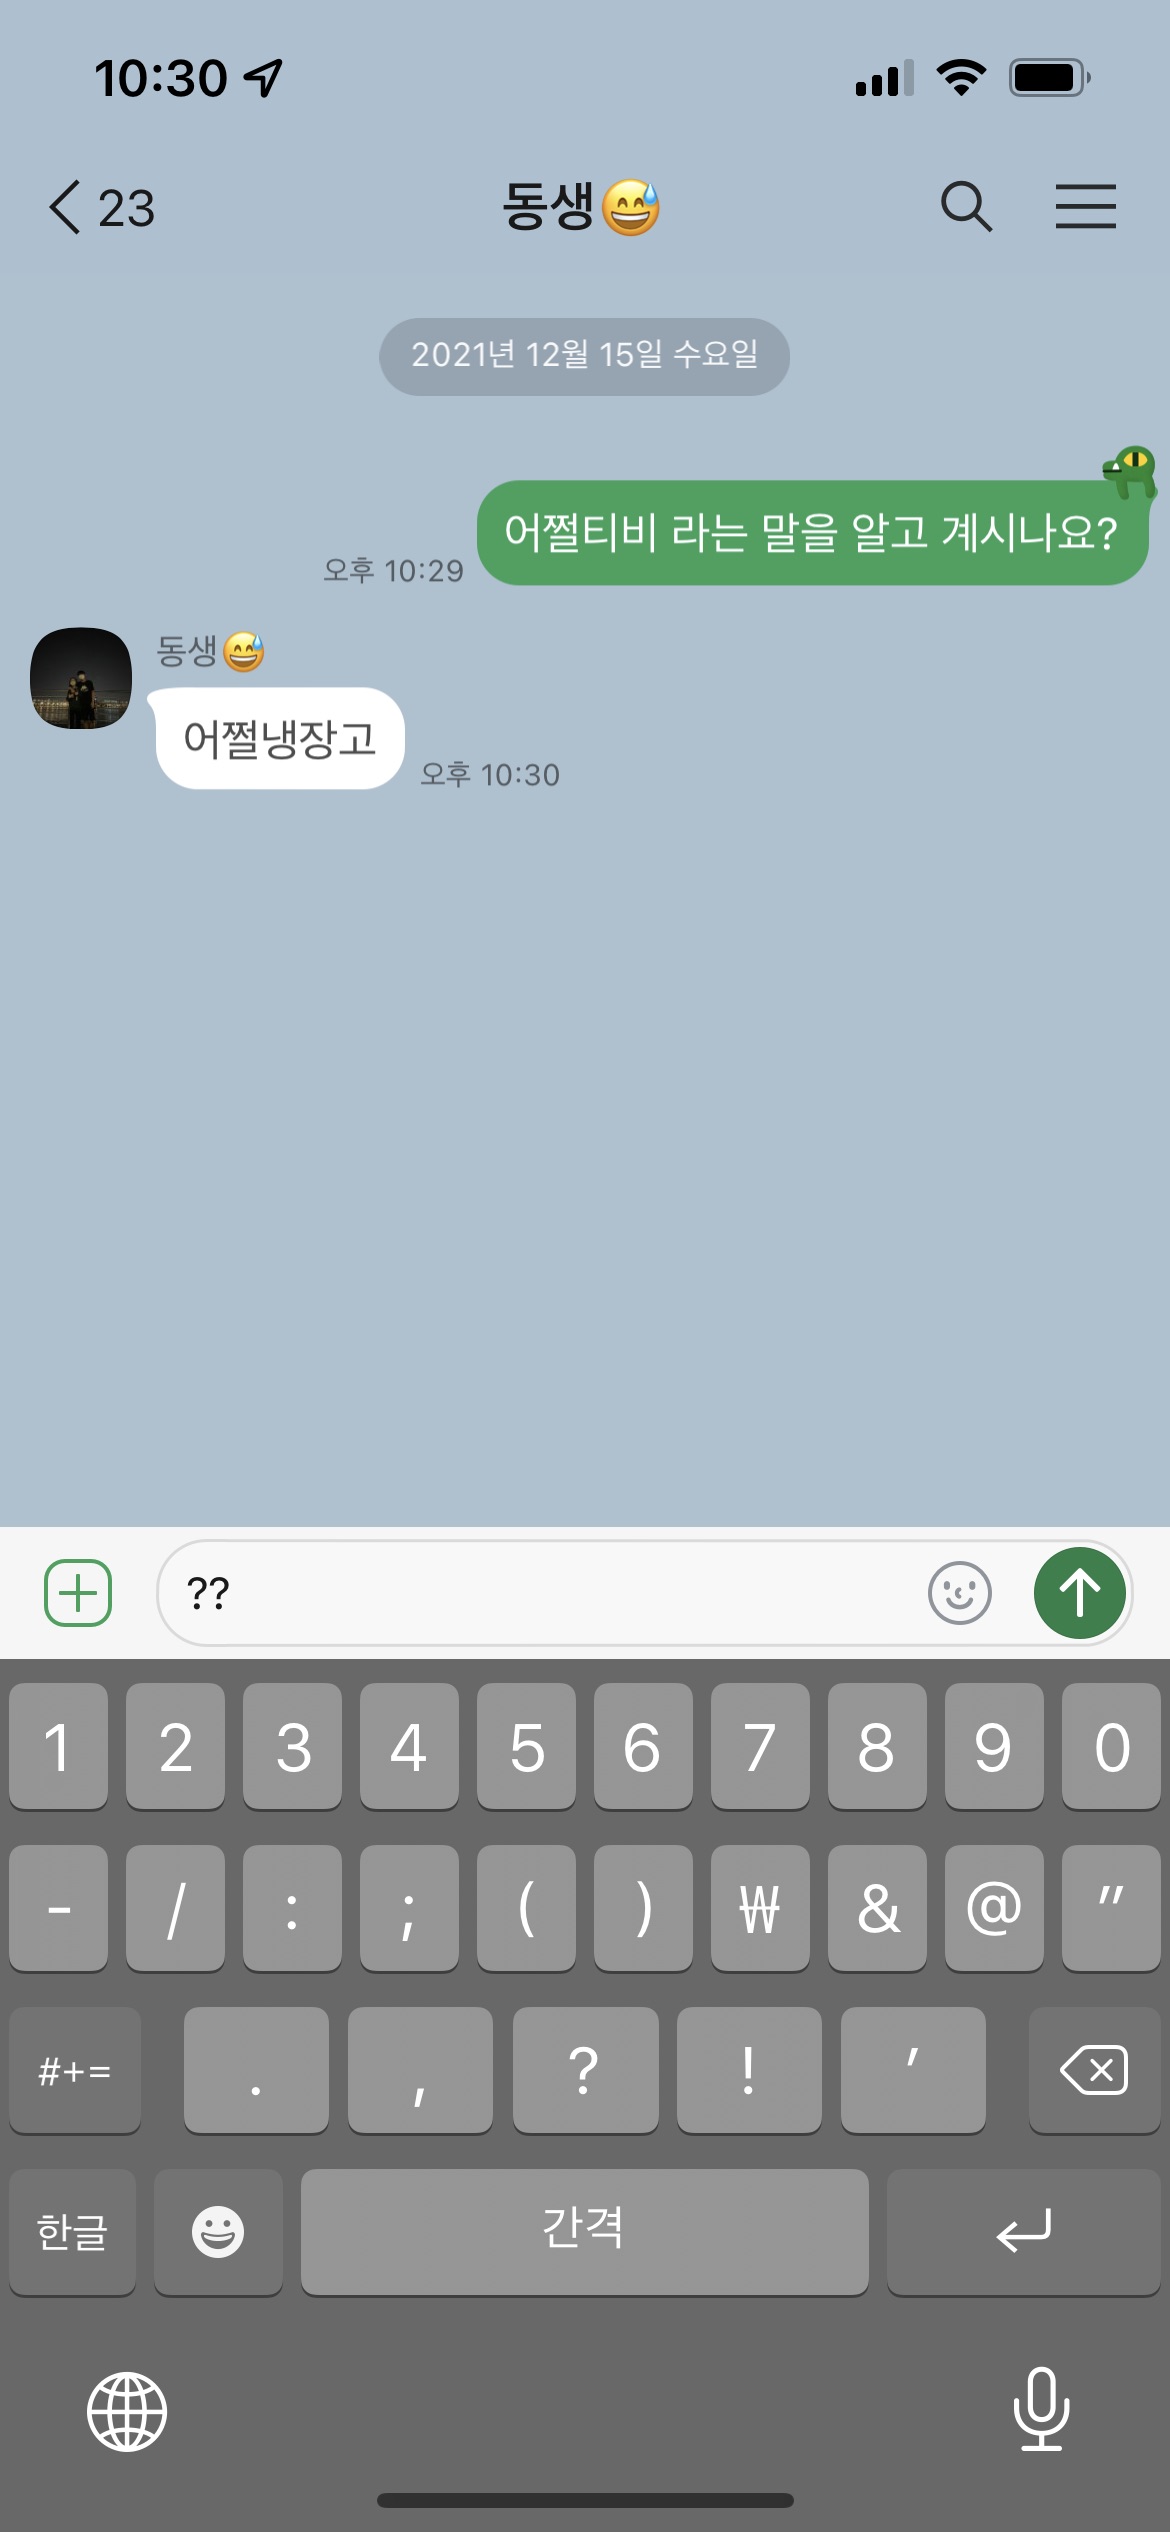 10:30
23
동생😅
2021년 12월 15일 수요일
어쩔티비 라는 말을 알고 계시나요?
오후 10:29
동생😅
어쩔냉장고
오후 10:30
??
1 2 3 4 5 6 7 8 9 0
- / : ; ( ) ₩ & @ "
#+= . , ? ! '
한글 간격